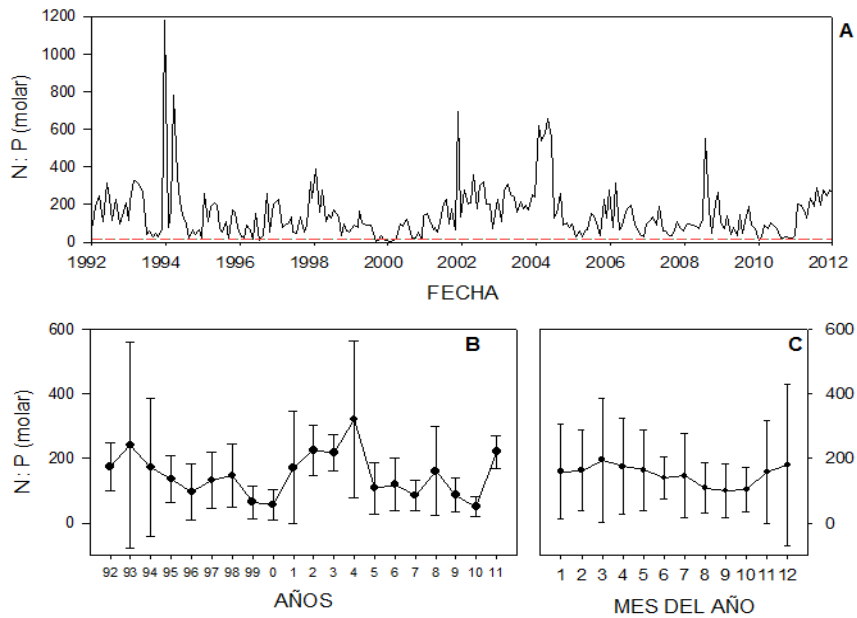 A
N: P (molar)
1200
1000
800
600
400
200
0
1992 1994 1996 1998 2000 2002 2004 2006 2008 2010 2012
FECHA
B
N: P (molar)
600
400
200
0
92 93 94 95 96 97 98 99 0 1 2 3 4 5 6 7 8 9 10 11
AÑOS
C
600
400
200
0
1 2 3 4 5 6 7 8 9 10 11 12
MES DEL AÑO